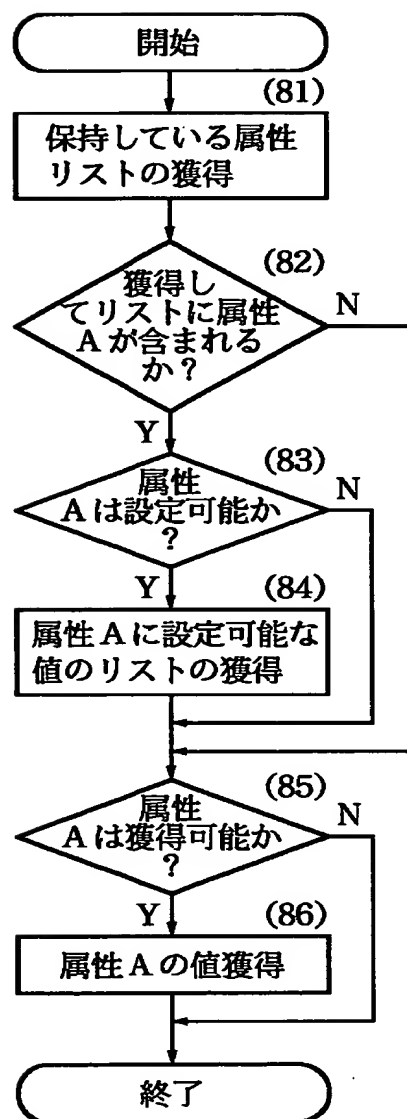 開始
(81)
保持している属性
リストの獲得
(82)
獲得し
てリストに属性
Aが含まれる
か？
N
Y
(83)
属性
Aは設定可能か
？
N
Y
(84)
属性Aに設定可能な
値のリストの獲得
(85)
属性
Aは獲得可能か
？
N
Y
(86)
属性Aの値獲得
終了